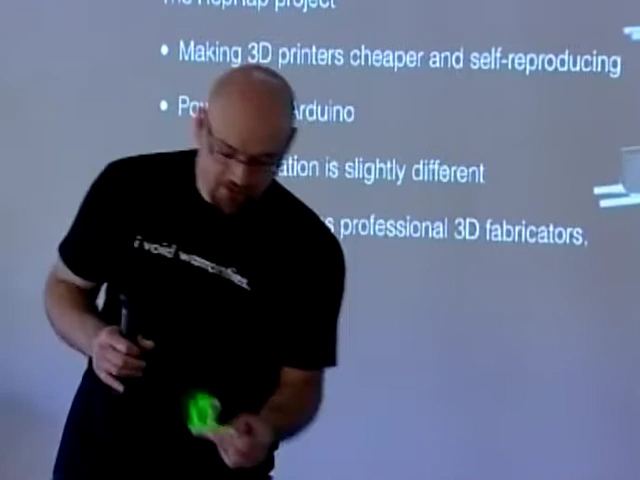 The RepRap project
• Making 3D printers cheaper and self-reproducing
• Po Arduino
ation is slightly different
s professional 3D fabricators.
i void warranties.